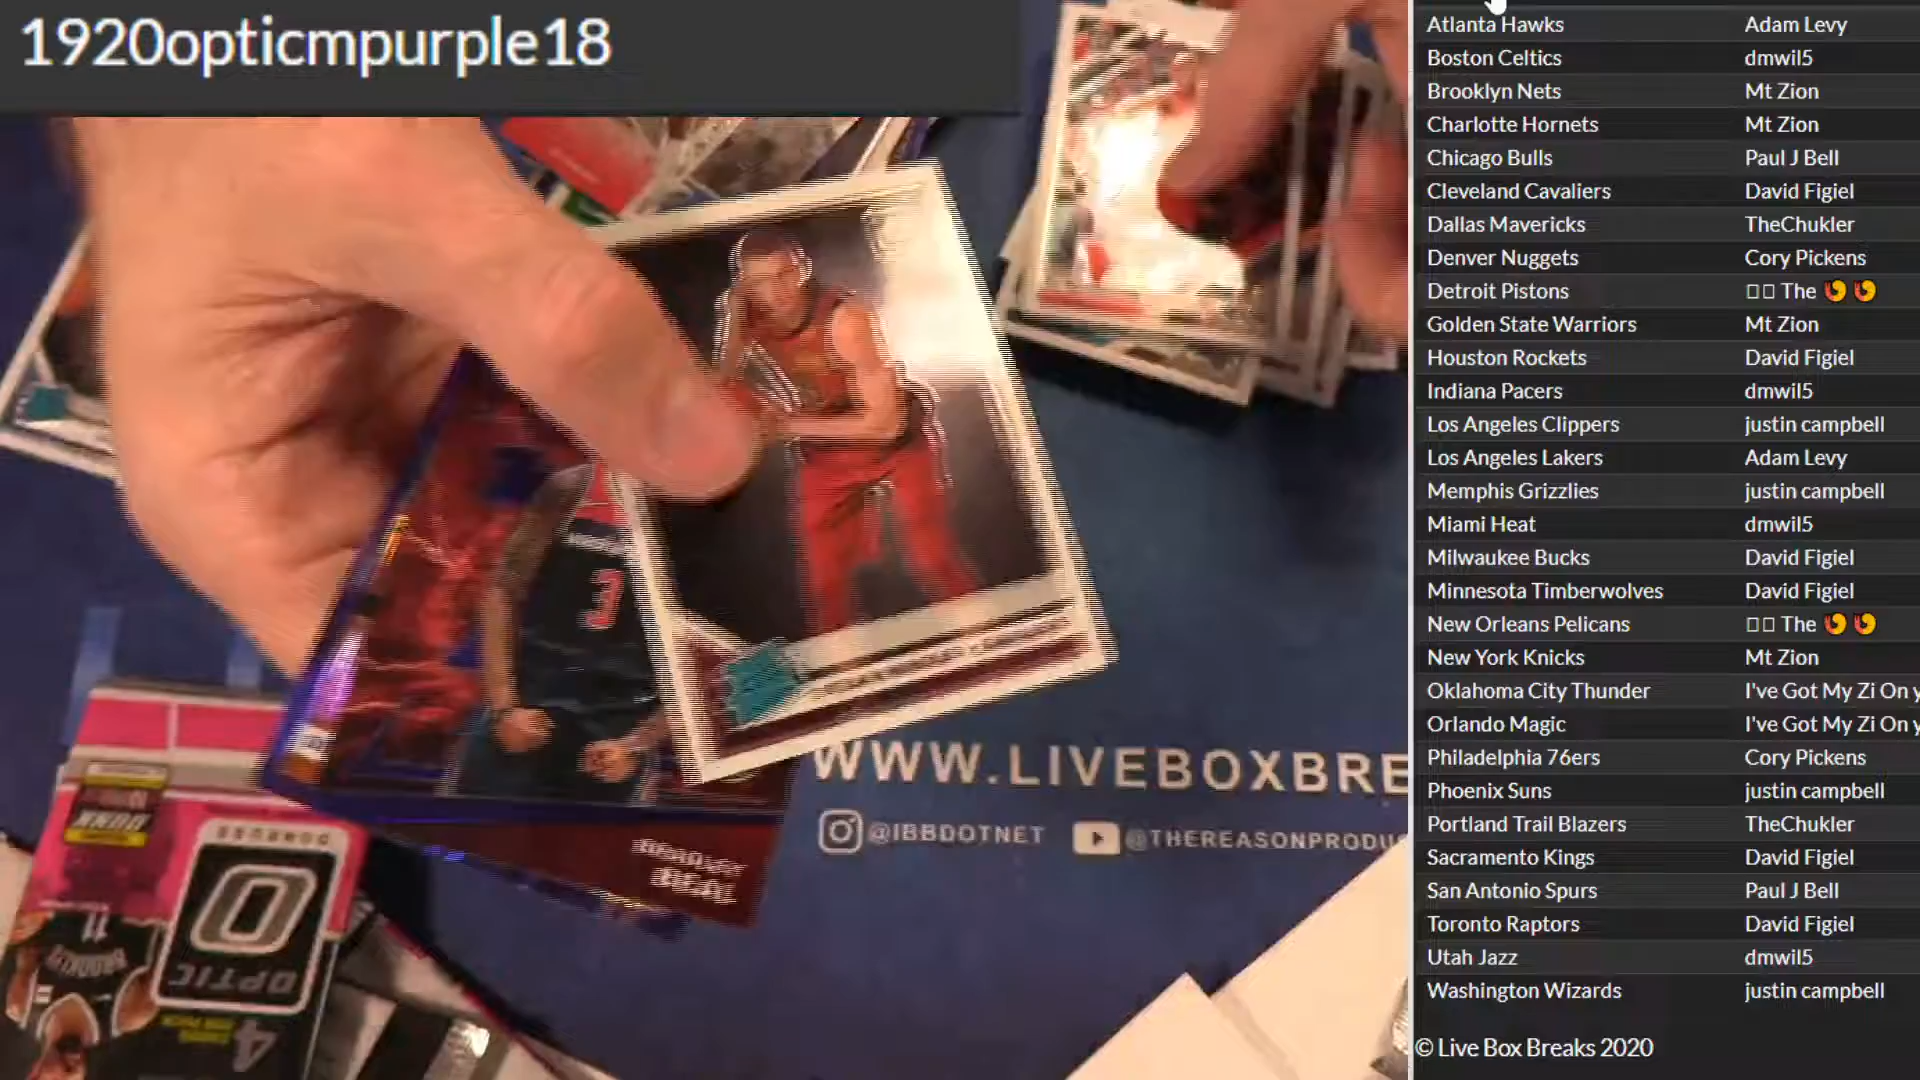 1920opticmpurple18
Atlanta Hawks Adam Levy
Boston Celtics dmwil5
Brooklyn Nets Mt Zion
Charlotte Hornets Mt Zion
Chicago Bulls Paul J Bell
Cleveland Cavaliers David Figiel
Dallas Mavericks TheChukler
Denver Nuggets Cory Pickens
Detroit Pistons The
Golden State Warriors Mt Zion
Houston Rockets David Figiel
Indiana Pacers dmwil5
Los Angeles Clippers justin campbell
Los Angeles Lakers Adam Levy
Memphis Grizzlies justin campbell
Miami Heat dmwil5
Milwaukee Bucks David Figiel
Minnesota Timberwolves David Figiel
New Orleans Pelicans The
New York Knicks Mt Zion
Oklahoma City Thunder I've Got My Zi On y
Orlando Magic I've Got My Zi On y
Philadelphia 76ers Cory Pickens
Phoenix Suns justin campbell
Portland Trail Blazers TheChukler
Sacramento Kings David Figiel
San Antonio Spurs Paul J Bell
Toronto Raptors David Figiel
Utah Jazz dmwil5
Washington Wizards justin campbell
© Live Box Breaks 2020
WWW.LIVEBOXBRE
@IBBDOTNET @THEREASONPRODU
3
BRADLEY
BEAL
DONRUSS
OPTIC
BROOKLYN
11
4